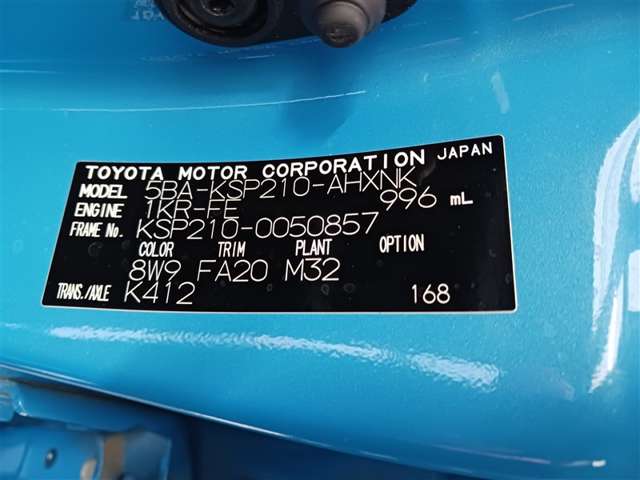 TOYOTA MOTOR CORPORATION JAPAN
MODEL 5BA-KSP210-AHXNK
ENGINE 1KR-FE 996 mL
FRAME No. KSP210-0050857
COLOR TRIM PLANT OPTION
8W9 FA20 M32
TRANS./AXLE K412 168